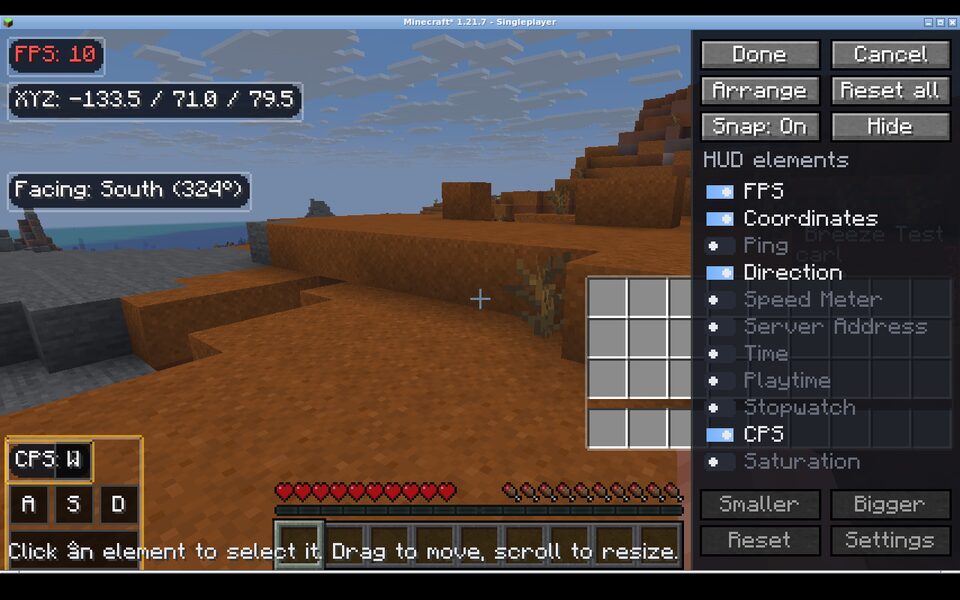 Minecraft* 1.21.7 - Singleplayer
FPS: 10
XYZ: -133.5 / 71.0 / 79.5
Facing: South (324º)
CPS W
A S D
Click an element to select it. Drag to move, scroll to resize.
Done Cancel
Arrange Reset all
Snap: On Hide
HUD elements
FPS
Coordinates
Ping
Direction
Speed Meter
Server Address
Time
Playtime
Stopwatch
CPS
Saturation
Smaller Bigger
Reset Settings